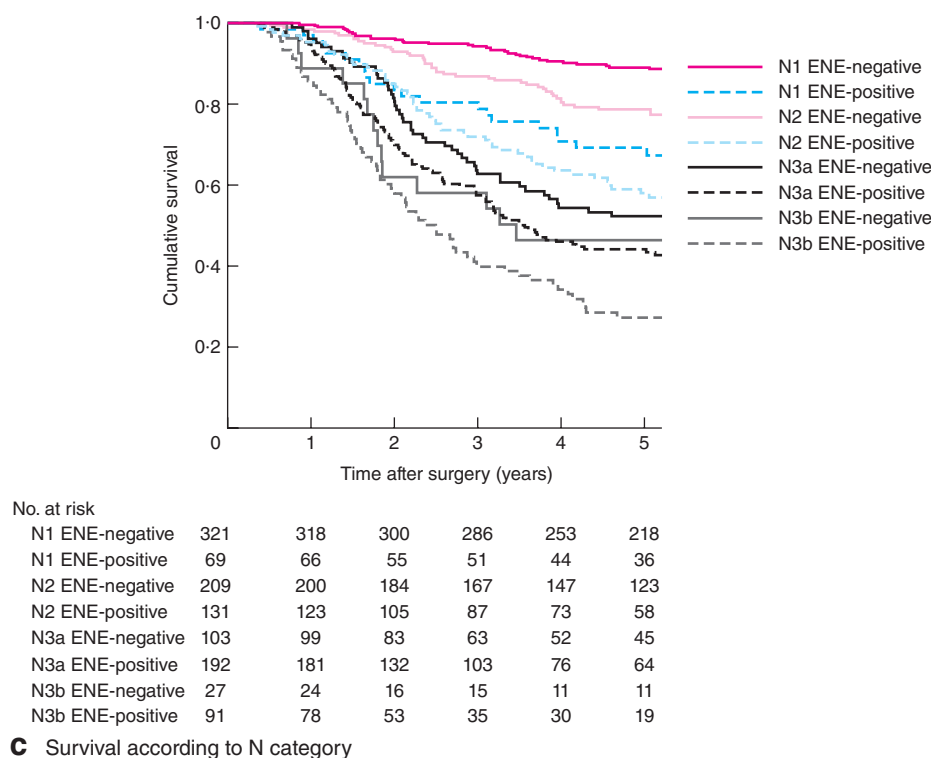 1·0
0·8
0·6
0·4
0·2
0 1 2 3 4 5
Cumulative survival
Time after surgery (years)
N1 ENE-negative
N1 ENE-positive
N2 ENE-negative
N2 ENE-positive
N3a ENE-negative
N3a ENE-positive
N3b ENE-negative
N3b ENE-positive
No. at risk
N1 ENE-negative 321 318 300 286 253 218
N1 ENE-positive 69 66 55 51 44 36
N2 ENE-negative 209 200 184 167 147 123
N2 ENE-positive 131 123 105 87 73 58
N3a ENE-negative 103 99 83 63 52 45
N3a ENE-positive 192 181 132 103 76 64
N3b ENE-negative 27 24 16 15 11 11
N3b ENE-positive 91 78 53 35 30 19
C Survival according to N category